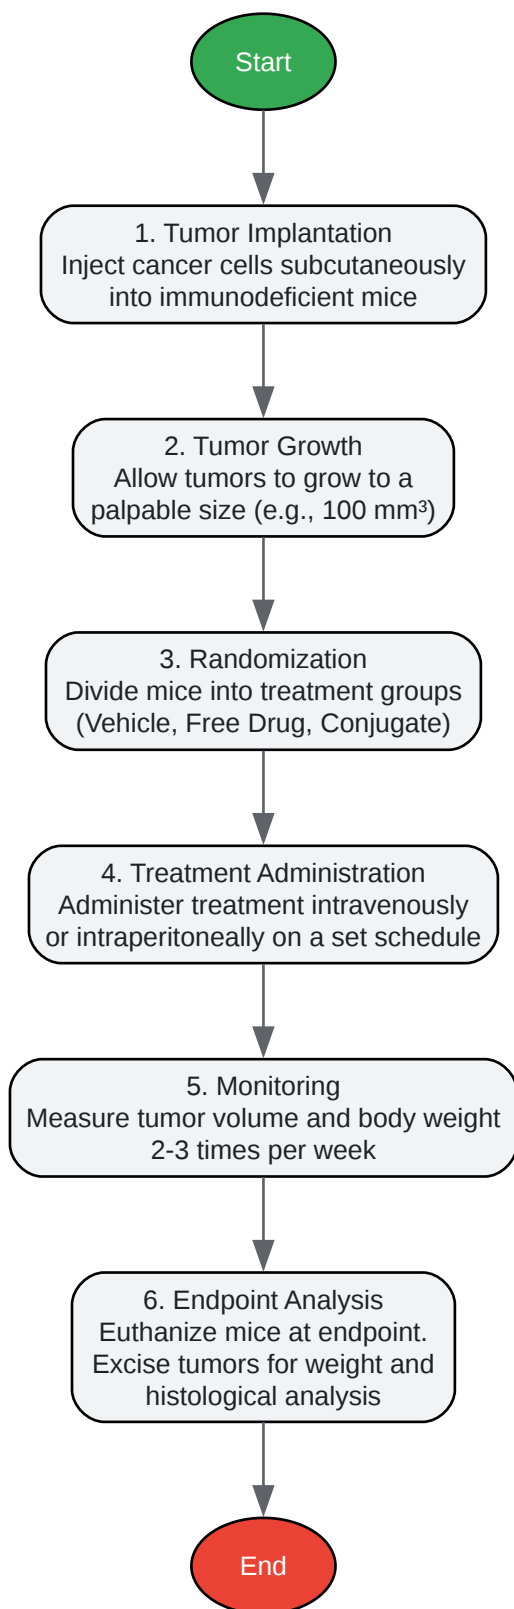 Start
1. Tumor Implantation
Inject cancer cells subcutaneously
into immunodeficient mice
2. Tumor Growth
Allow tumors to grow to a
palpable size (e.g., 100 mm³)
3. Randomization
Divide mice into treatment groups
(Vehicle, Free Drug, Conjugate)
4. Treatment Administration
Administer treatment intravenously
or intraperitoneally on a set schedule
5. Monitoring
Measure tumor volume and body weight
2-3 times per week
6. Endpoint Analysis
Euthanize mice at endpoint.
Excise tumors for weight and
histological analysis
End